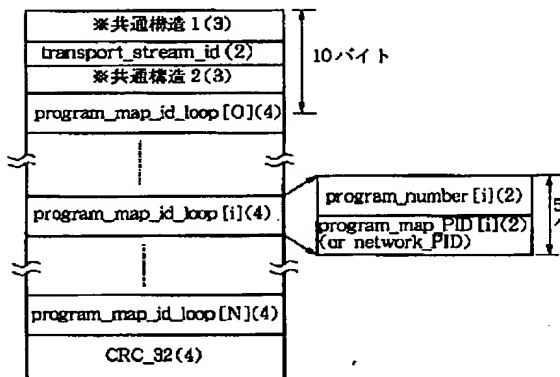 ※共通構造1(3)
transport_stream_id(2)
※共通構造2(3)
program_map_id_loop[0](4)
10バイト
program_map_id_loop[i](4)
program_number[i](2)
program_map_PID[i](2)
(or network_PID)
5
program_map_id_loop[N](4)
CRC_32(4)